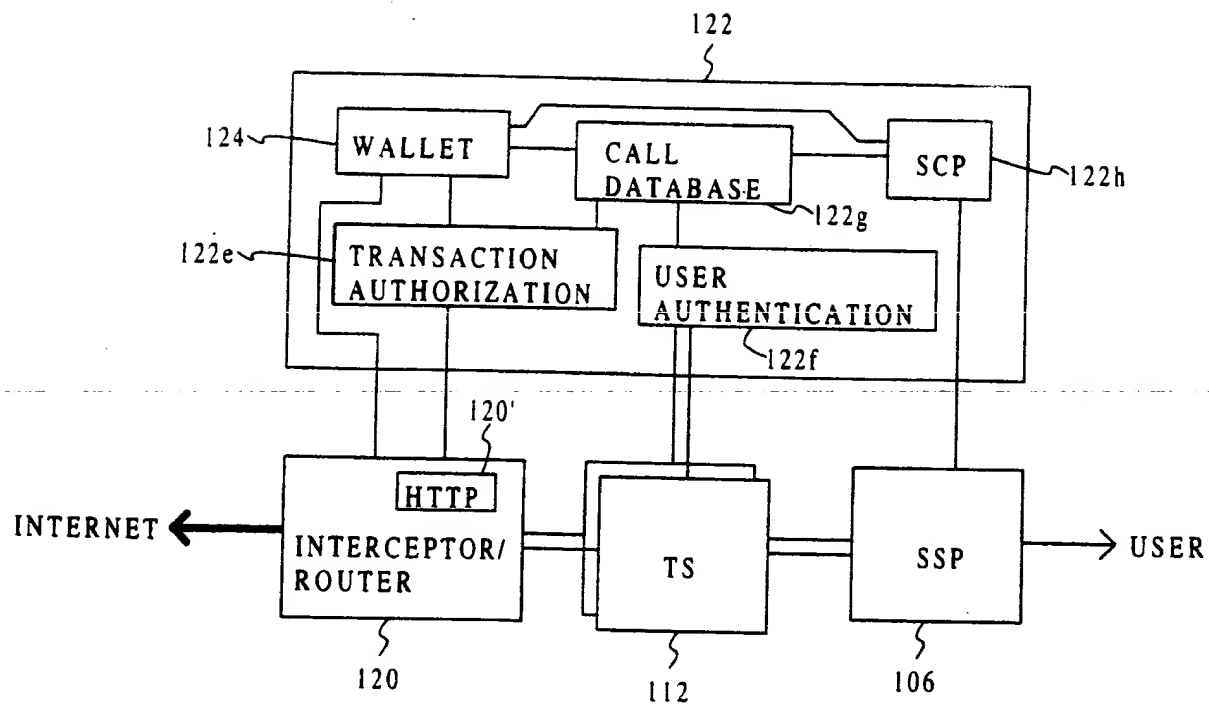 122
124
WALLET
CALL
DATABASE
SCP
122h
122g
122e
TRANSACTION
AUTHORIZATION
USER
AUTHENTICATION
122f
120'
HTTP
INTERNET
INTERCEPTOR/
ROUTER
TS
SSP
USER
120
112
106